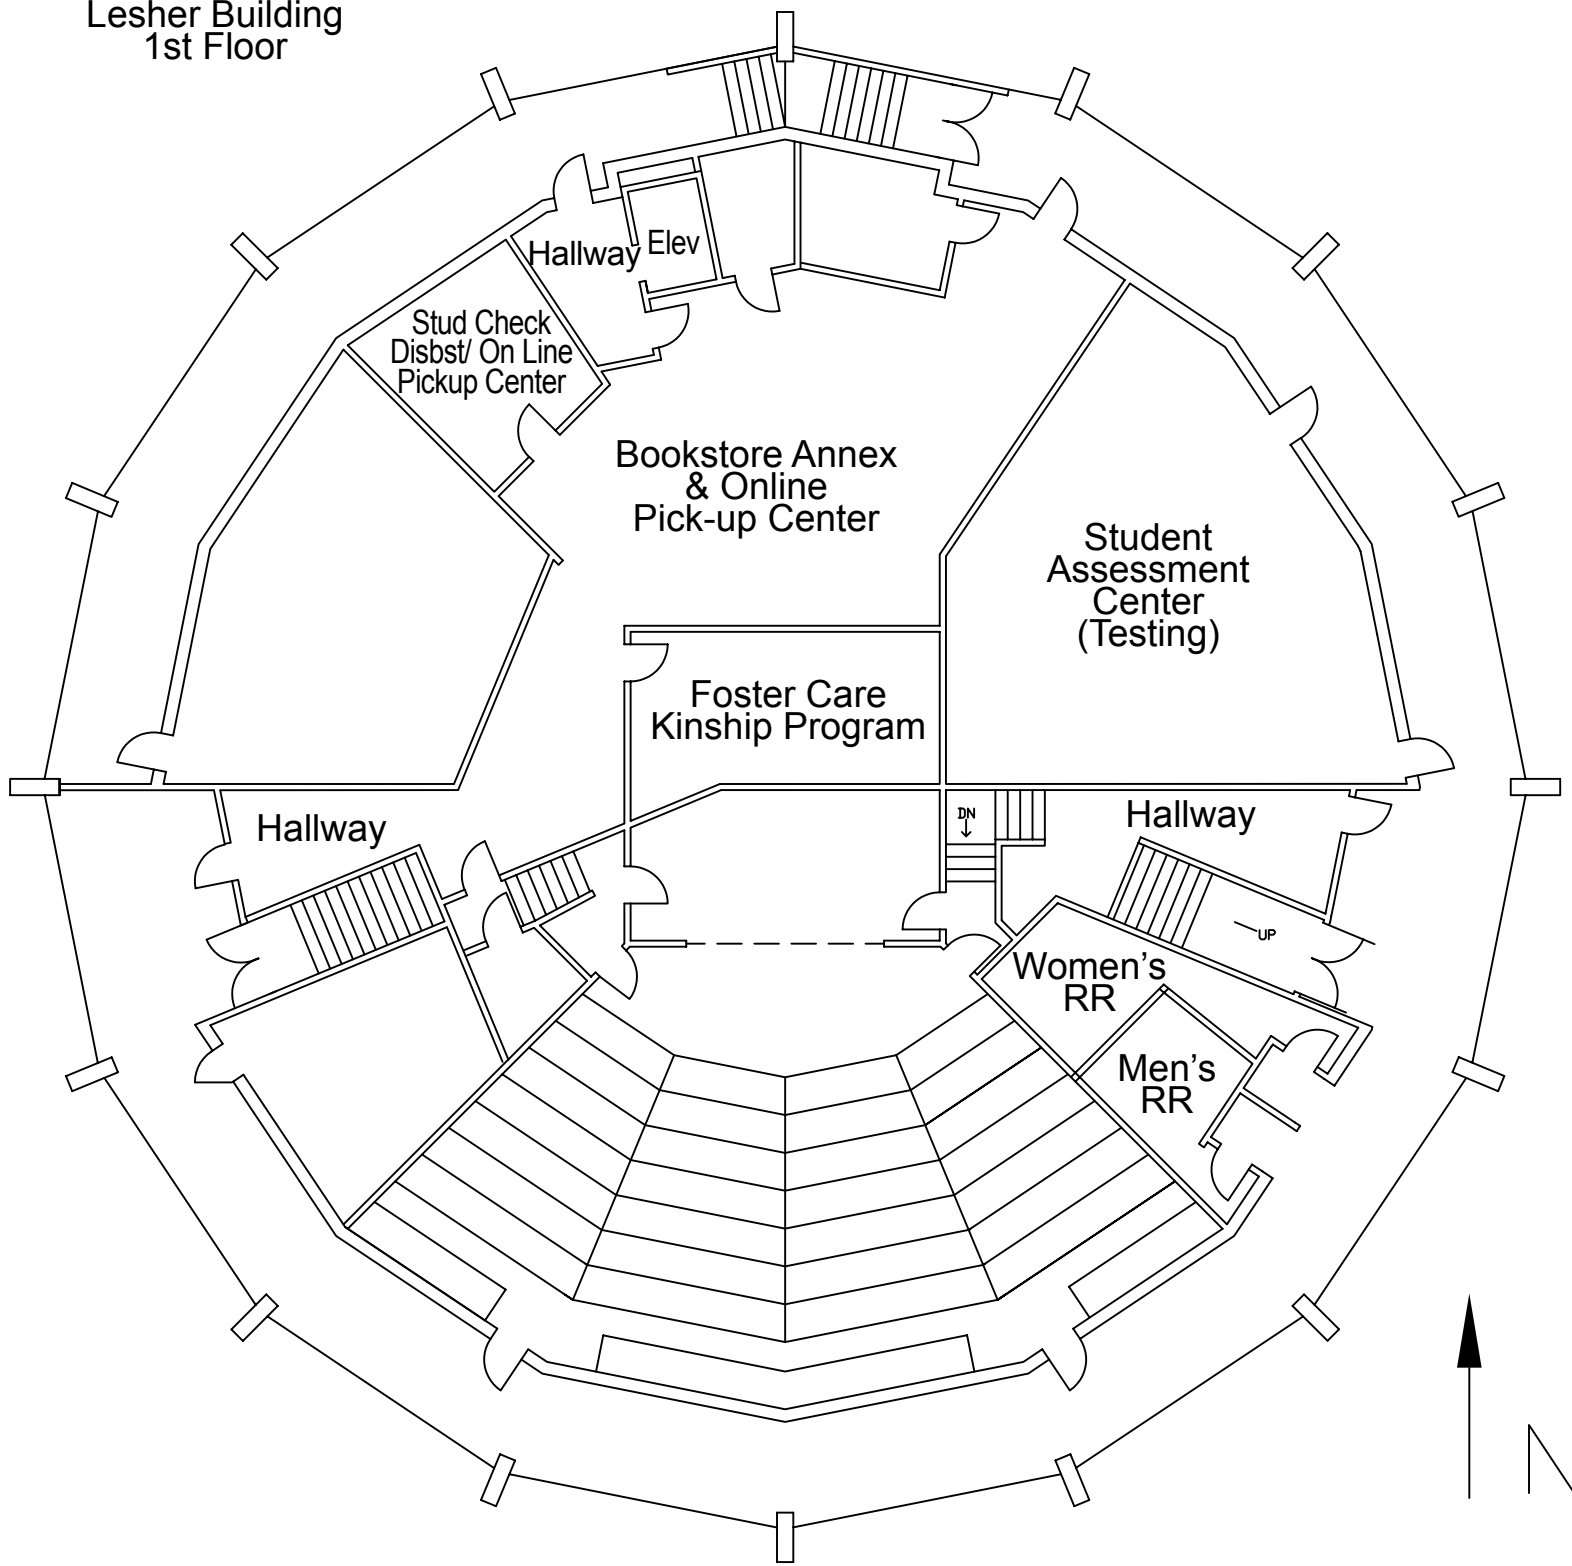 Lesher Building
1st Floor
Hallway
Elev
Stud Check
Disbst/ On Line
Pickup Center
Bookstore Annex
& Online
Pick-up Center
Student
Assessment
Center
(Testing)
Foster Care
Kinship Program
Hallway
DN
Hallway
UP
Women's
RR
Men's
RR
N